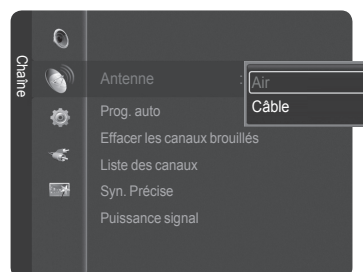 Chaîne
Antenne : Air
Câble
Prog. auto
Effacer les canaux brouillés
Liste des canaux
Syn. Précise
Puissance signal